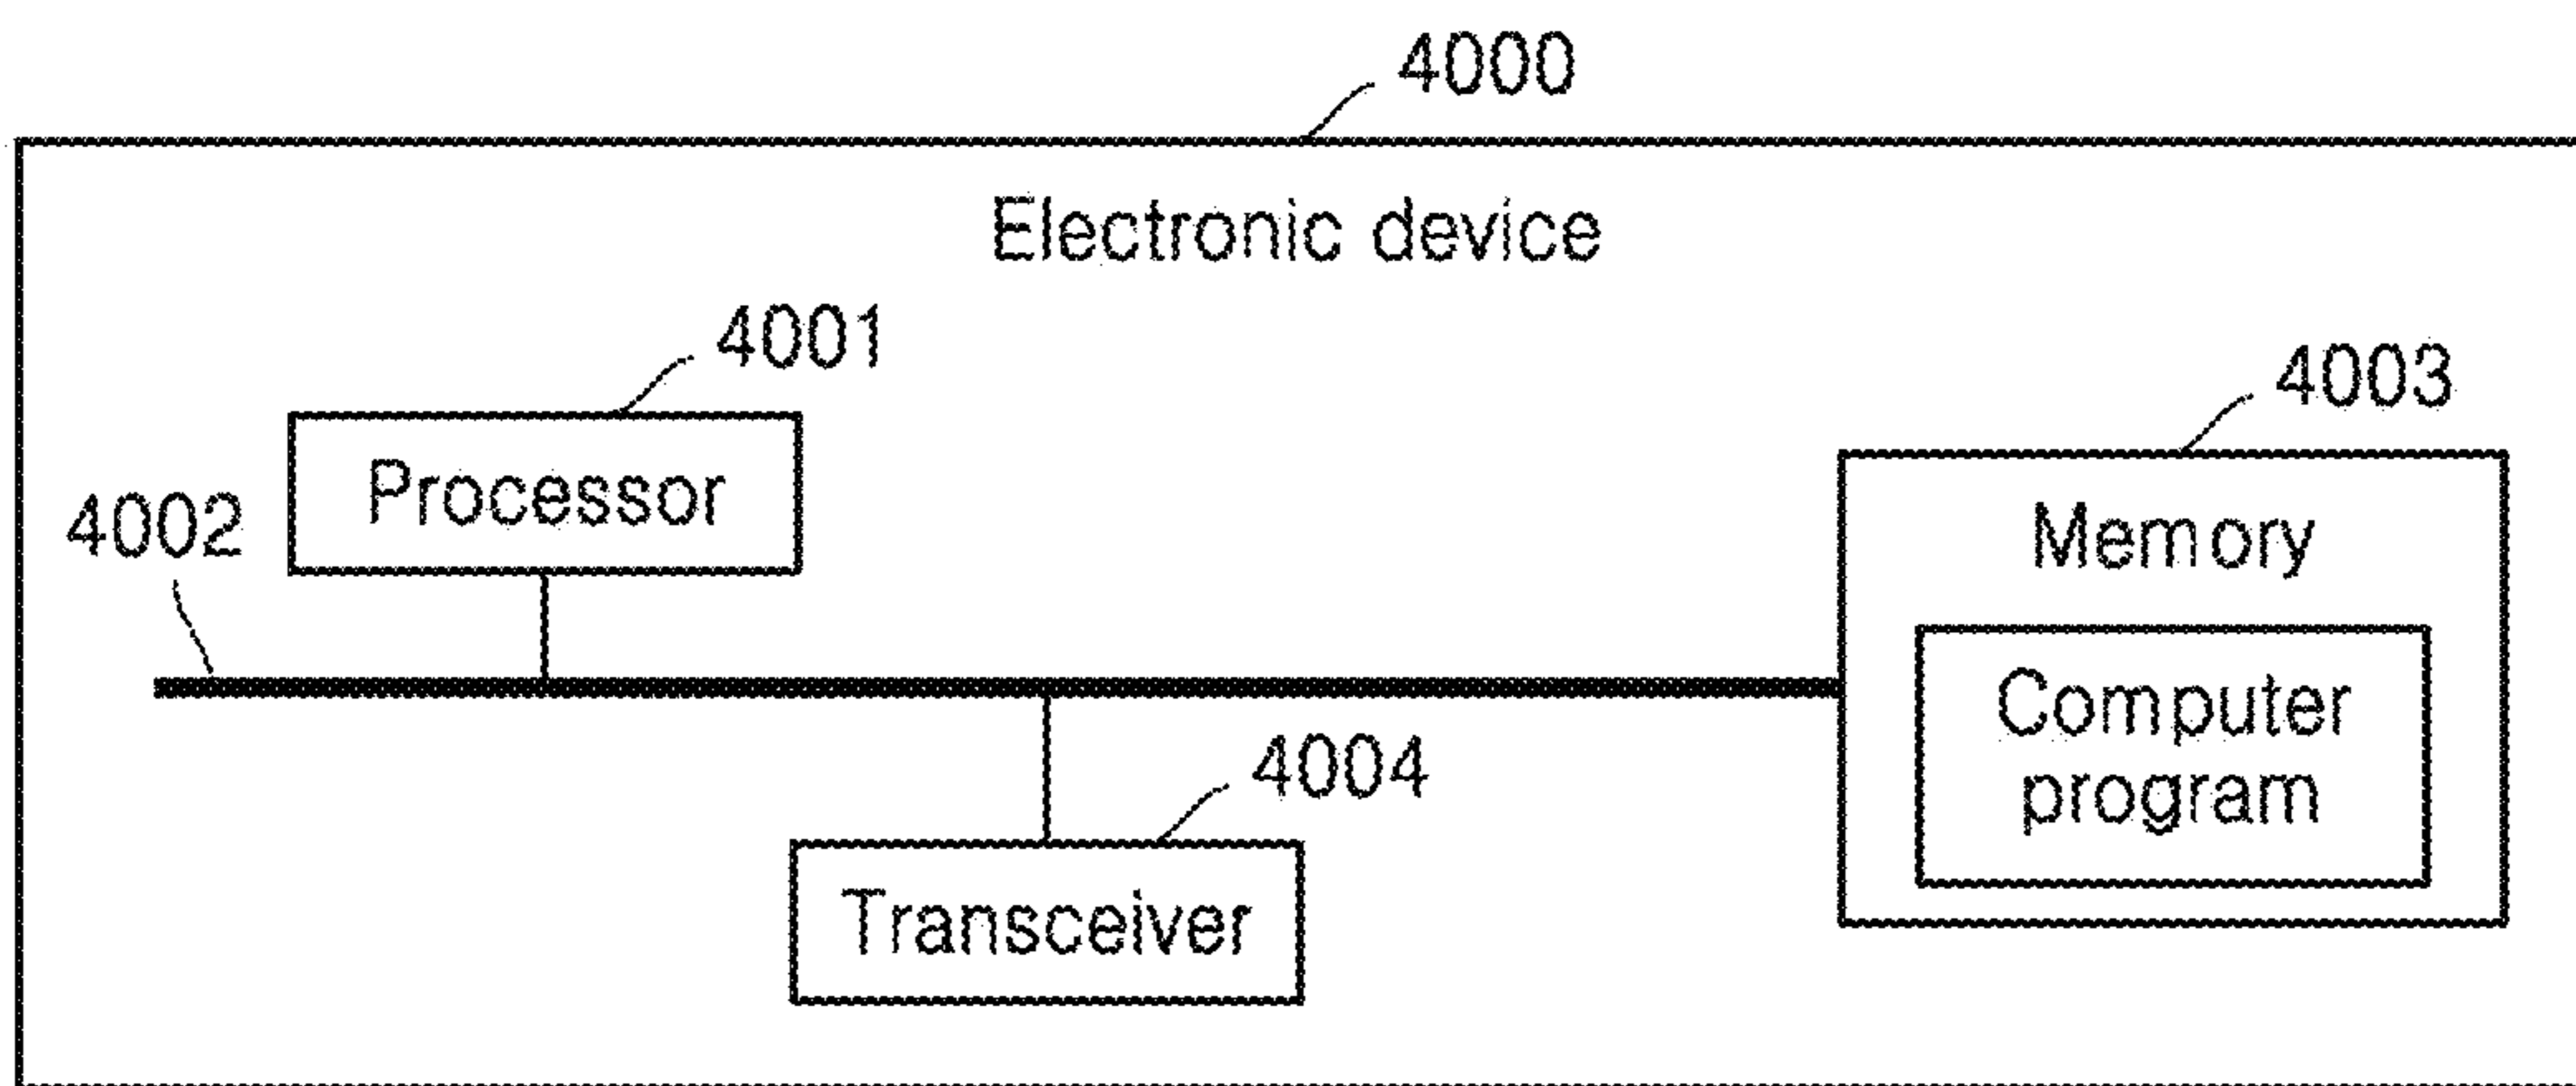 4000
Electronic device
4001
4003
Processor
4002
Memory
Computer
program
4004
Transceiver